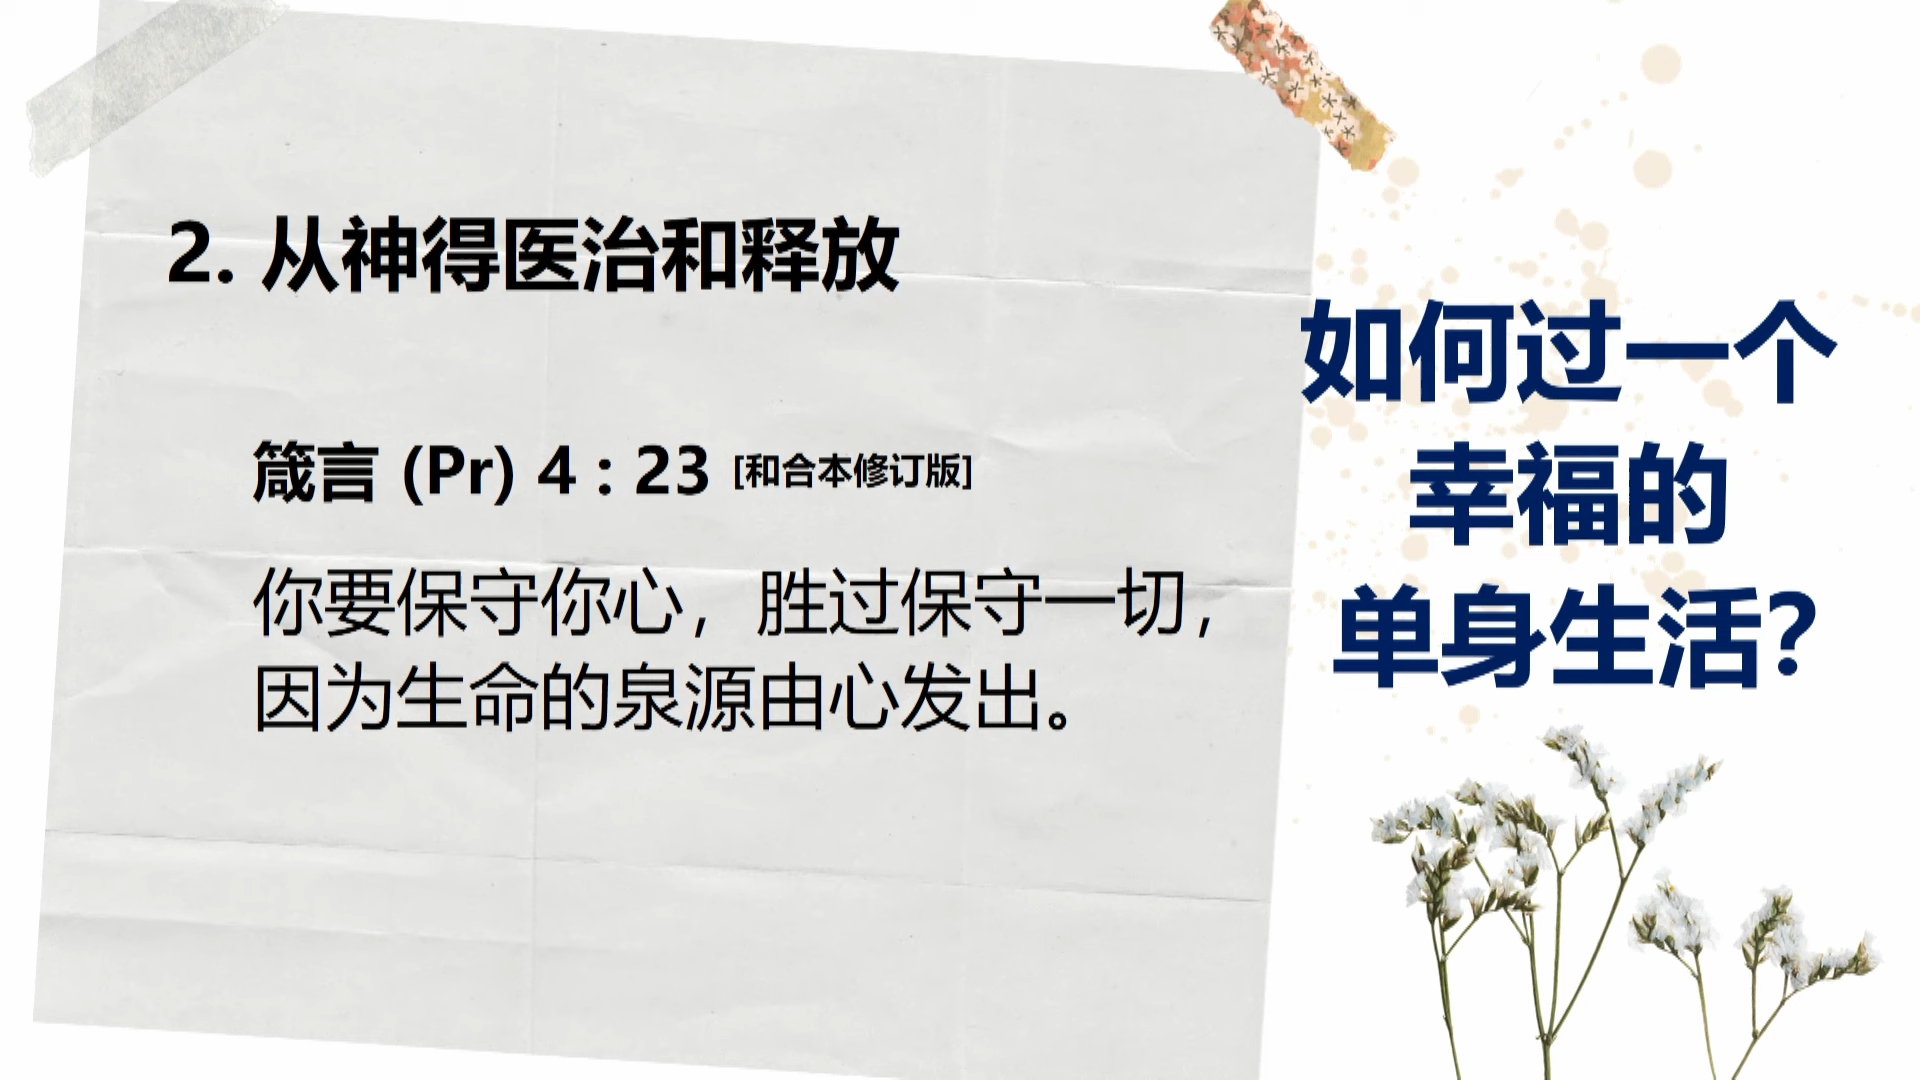 2. 从神得医治和释放
箴言 (Pr) 4 : 23 [和合本修订版]
你要保守你心，胜过保守一切，
因为生命的泉源由心发出。
如何过一个
幸福的
单身生活？